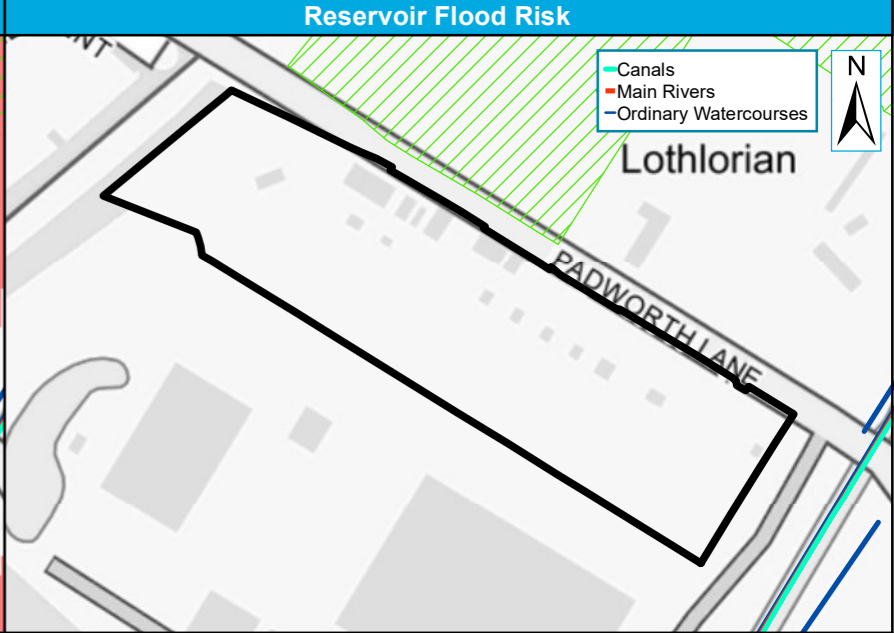 Reservoir Flood Risk
Canals
Main Rivers
Ordinary Watercourses
N
Lothlorian
PADWORTH LANE